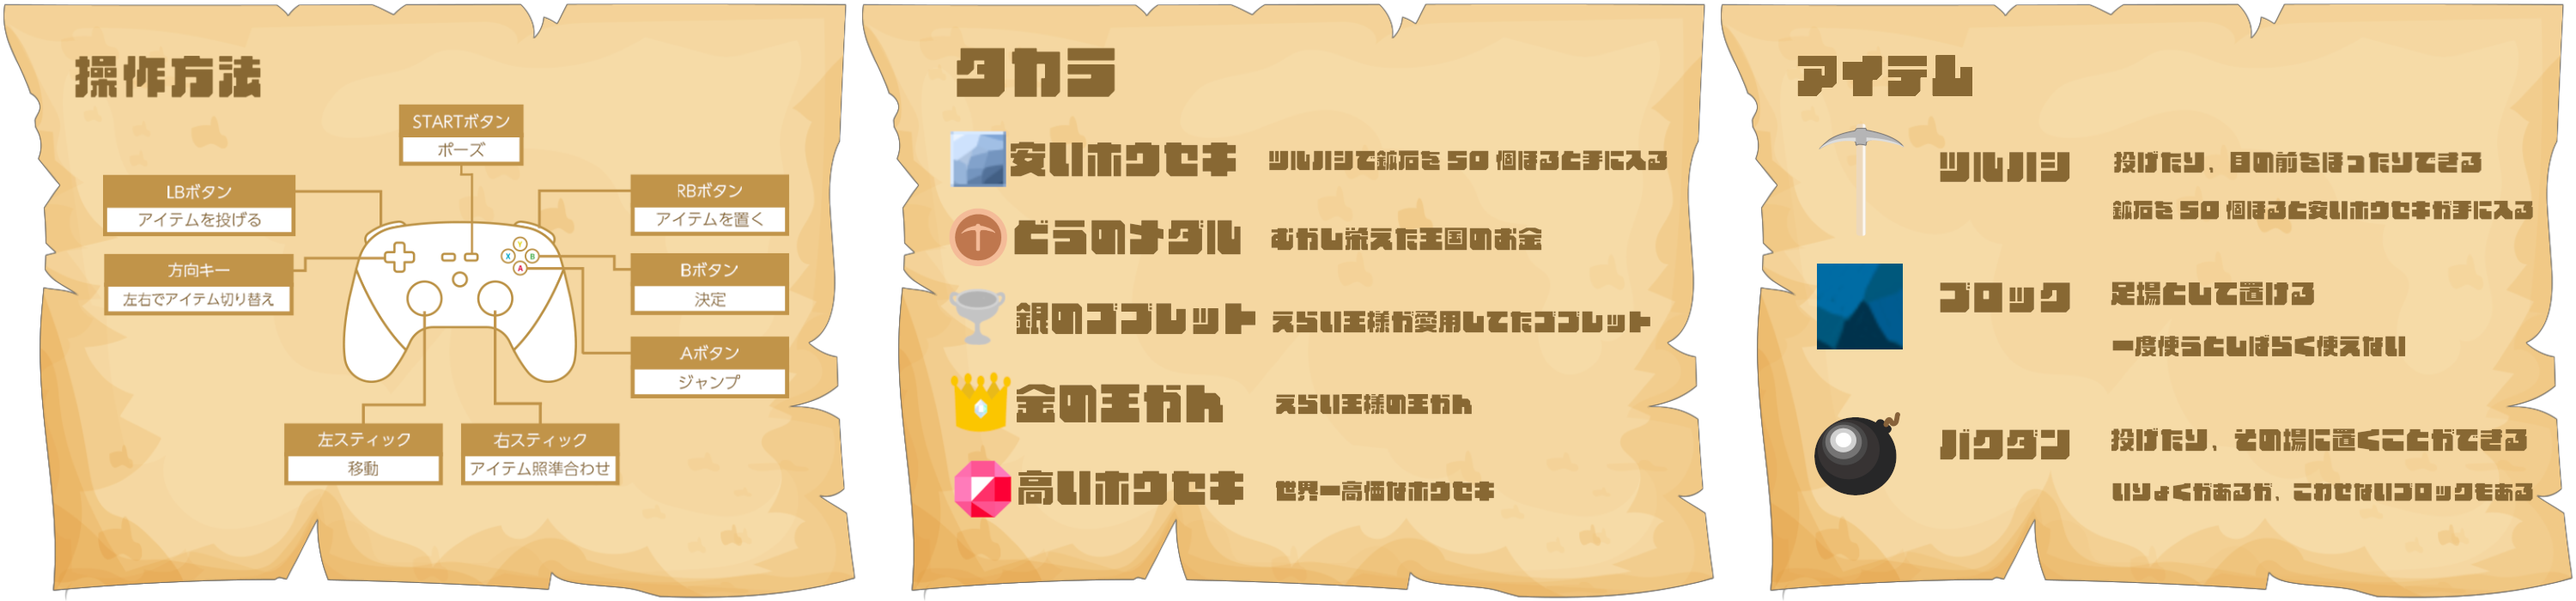 操作方法
STARTボタン
ポーズ
LBボタン
アイテムを投げる
RBボタン
アイテムを置く
方向キー
左右でアイテム切り替え
Y
X
B
A
Bボタン
決定
Aボタン
ジャンプ
左スティック
移動
右スティック
アイテム照準合わせ
タカラ
安いホウセキ ツルハシで鉱石を 50 個ほると手に入る
どうのメダル むかし栄えた王国のお金
銀のゴブレット えらい王様が愛用してたゴブレット
金の王かん えらい王様の王かん
高いホウセキ 世界一高価なホウセキ
アイテム
ツルハシ 投げたり、目の前をほったりできる
鉱石を 50 個ほると安いホウセキが手に入る
ブロック 足場として置ける
一度使うとしばらく使えない
バクダン 投げたり、その場に置くことができる
いりょくがあるが、こわせないブロックもある